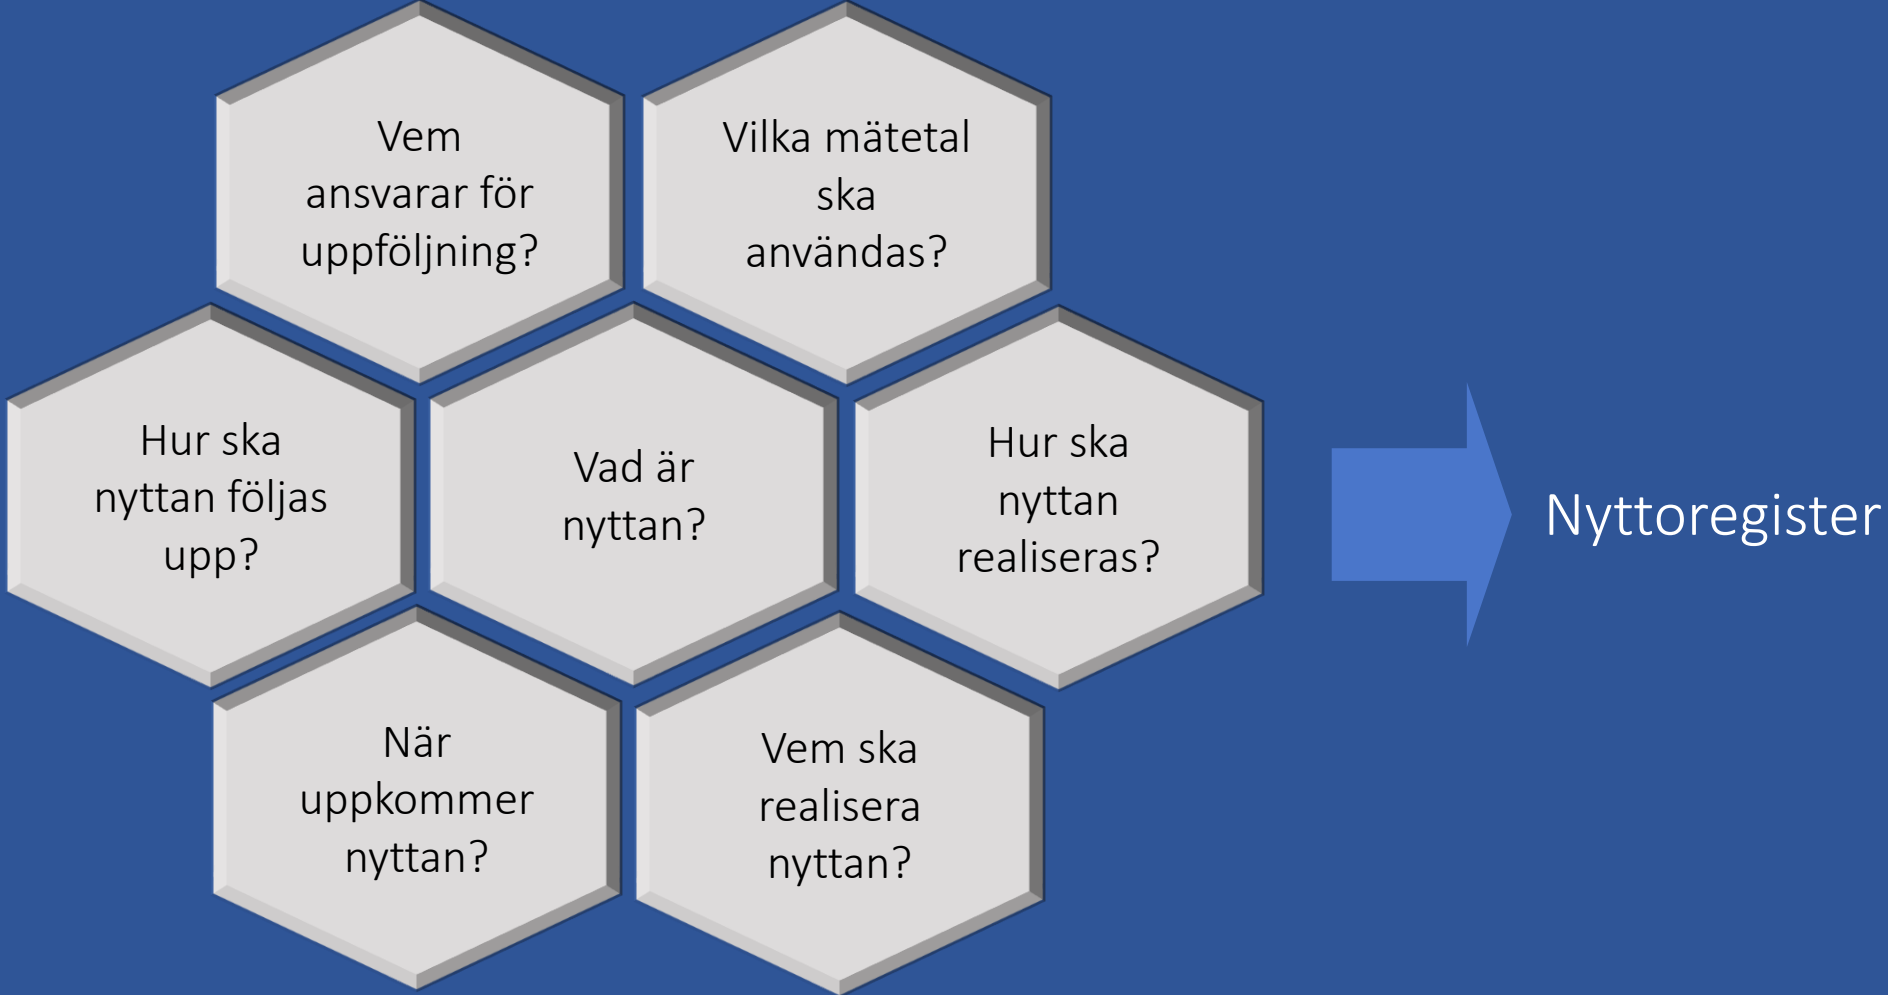 Vem
ansvarar för
uppföljning?
Vilka mätetal
ska
användas?
Hur ska
nyttan följas
upp?
Vad är
nyttan?
Hur ska
nyttan
realiseras?
Nyttoregister
När
uppkommer
nyttan?
Vem ska
realisera
nyttan?